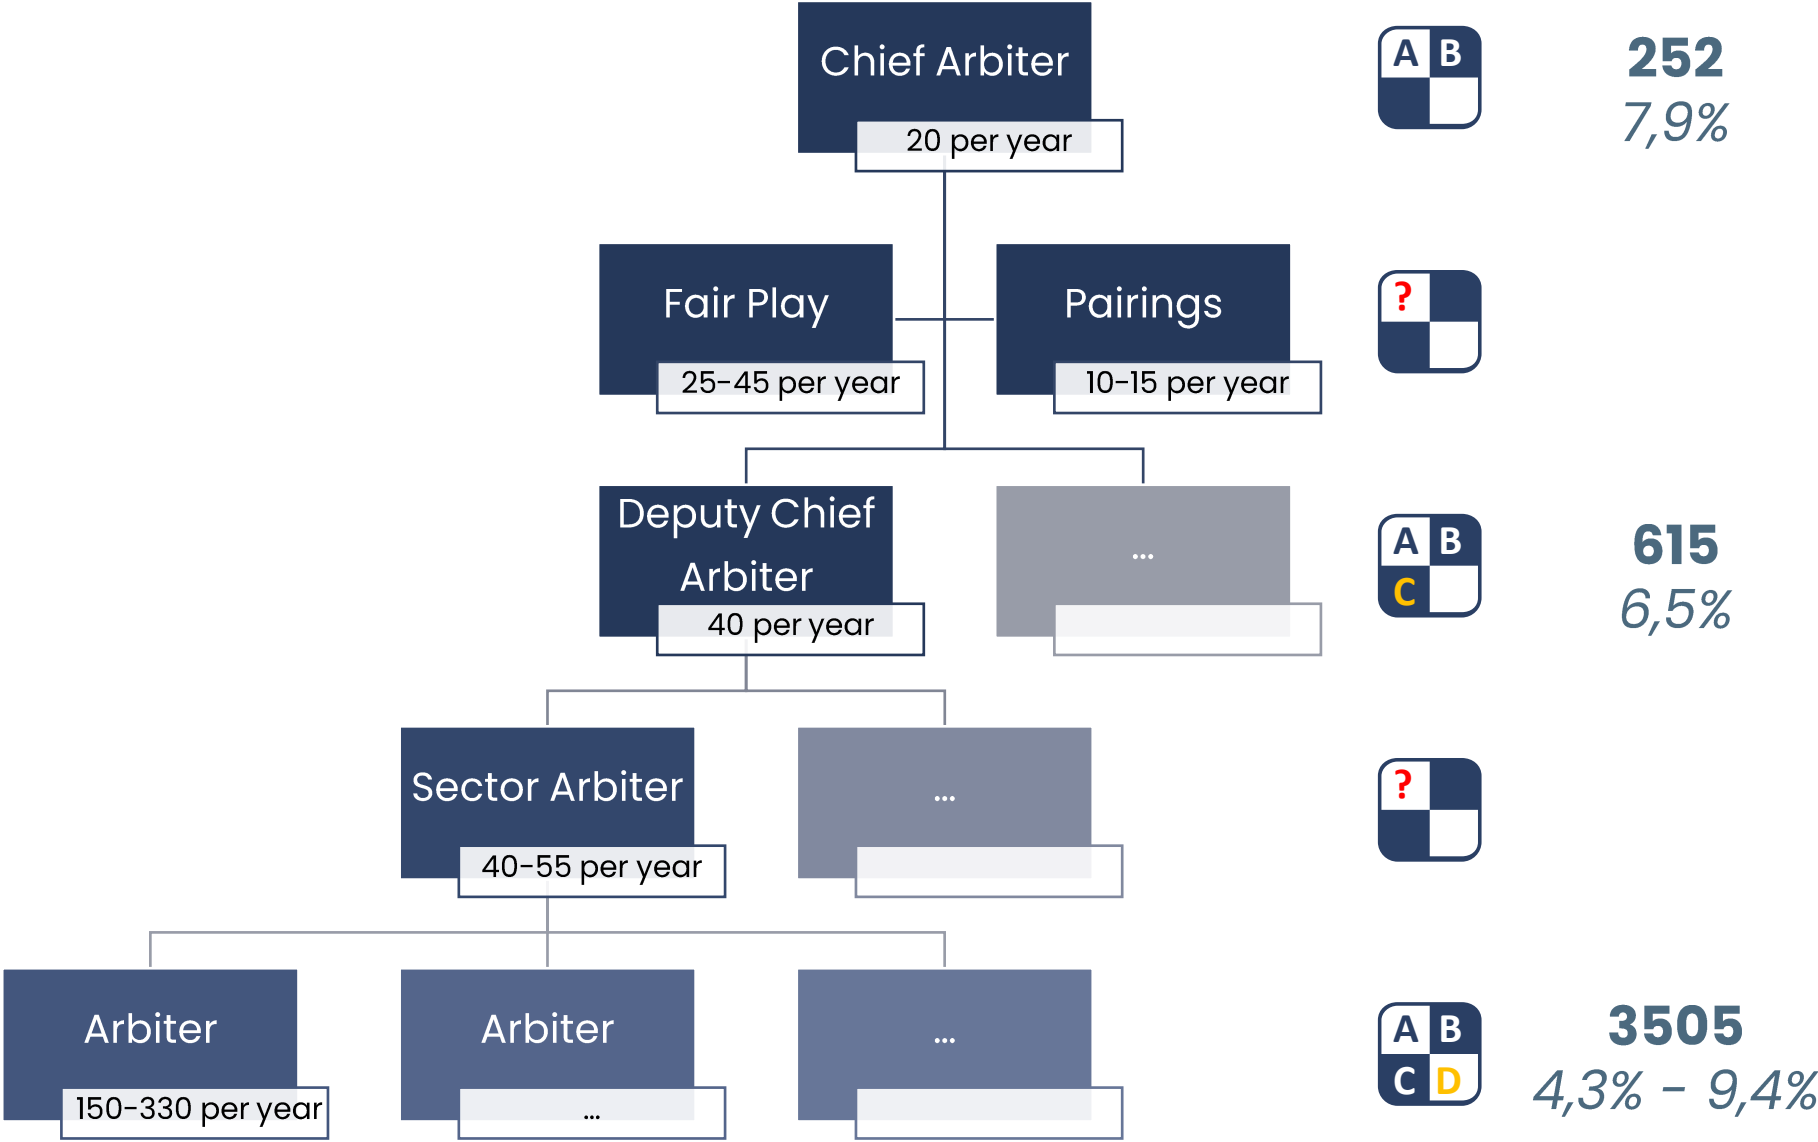 Chief Arbiter
20 per year
A B
252
7,9%
Fair Play
25-45 per year
Pairings
10-15 per year
?
Deputy Chief
Arbiter
40 per year
...
A B
C
615
6,5%
Sector Arbiter
40-55 per year
...
?
Arbiter
150-330 per year
Arbiter
...
...
A B
C D
3505
4,3% - 9,4%